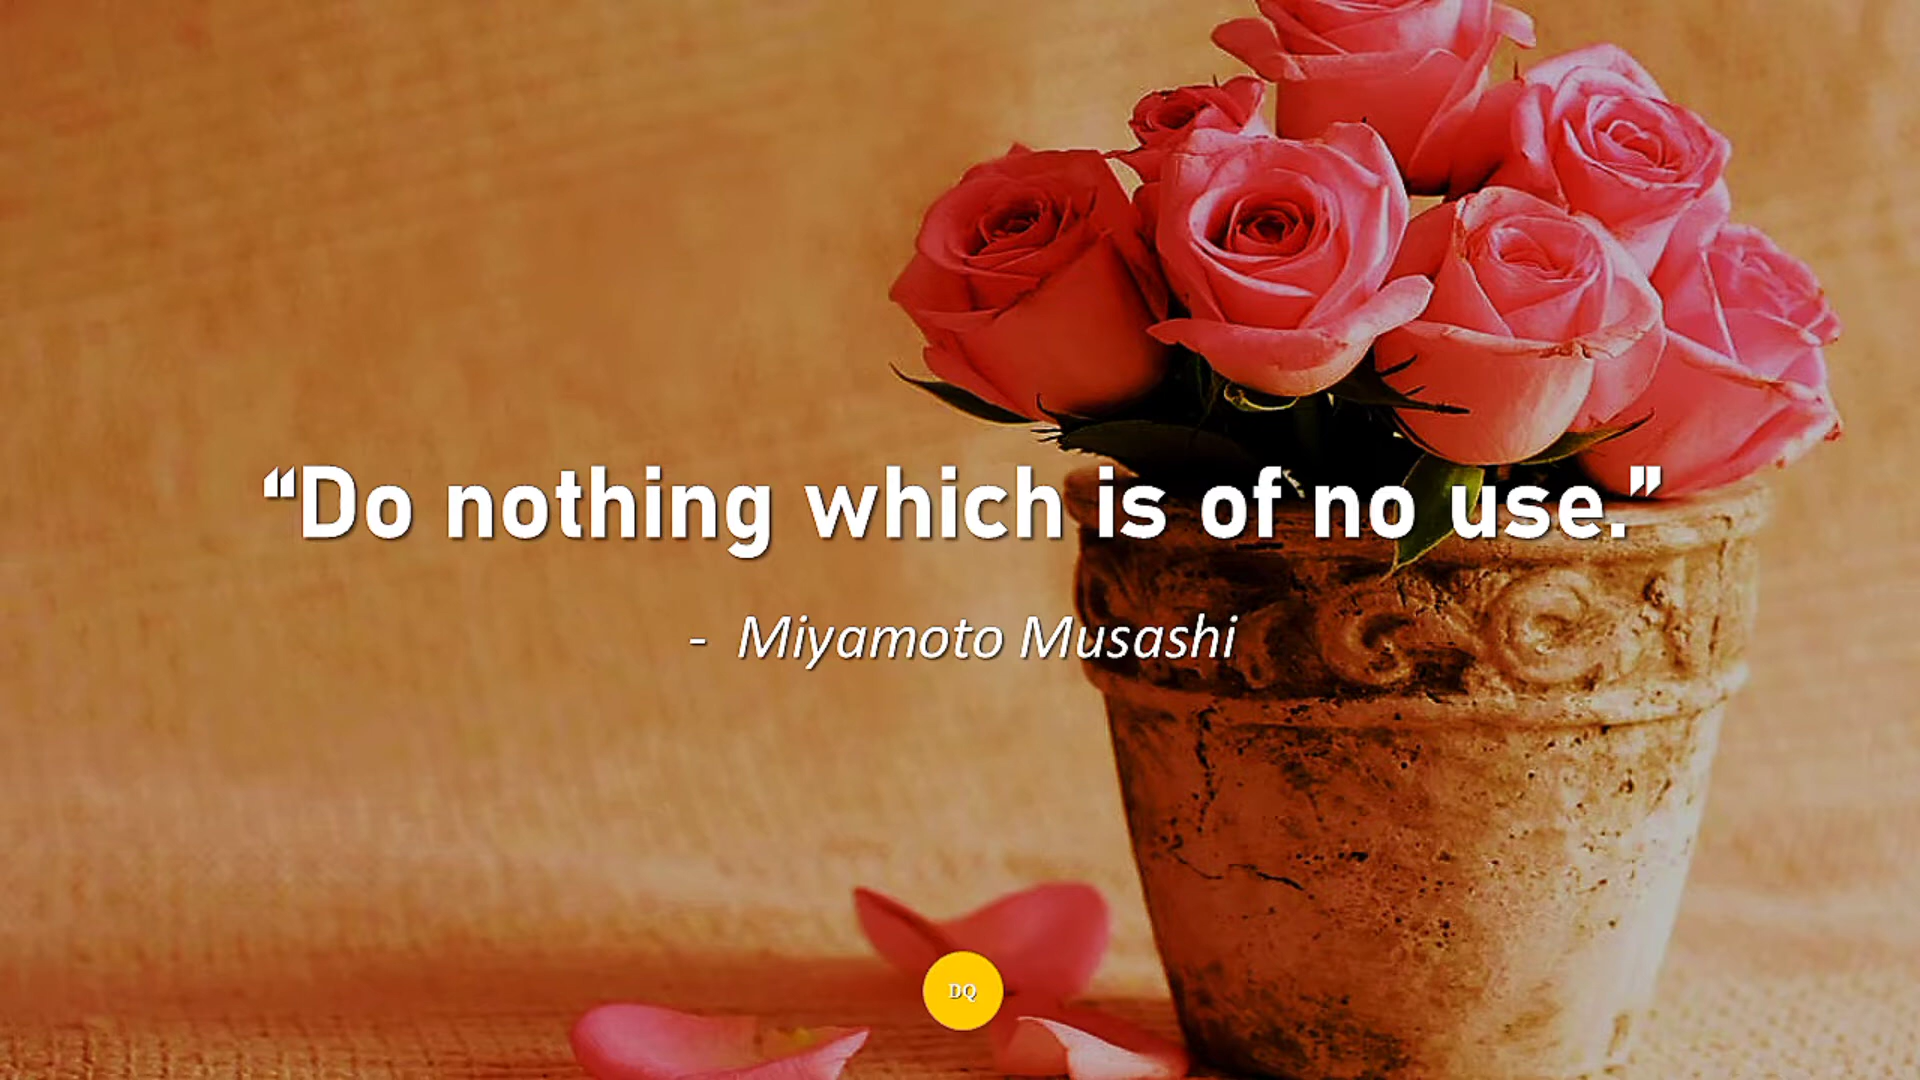 “Do nothing which is of no use.”
- Miyamoto Musashi
DQ